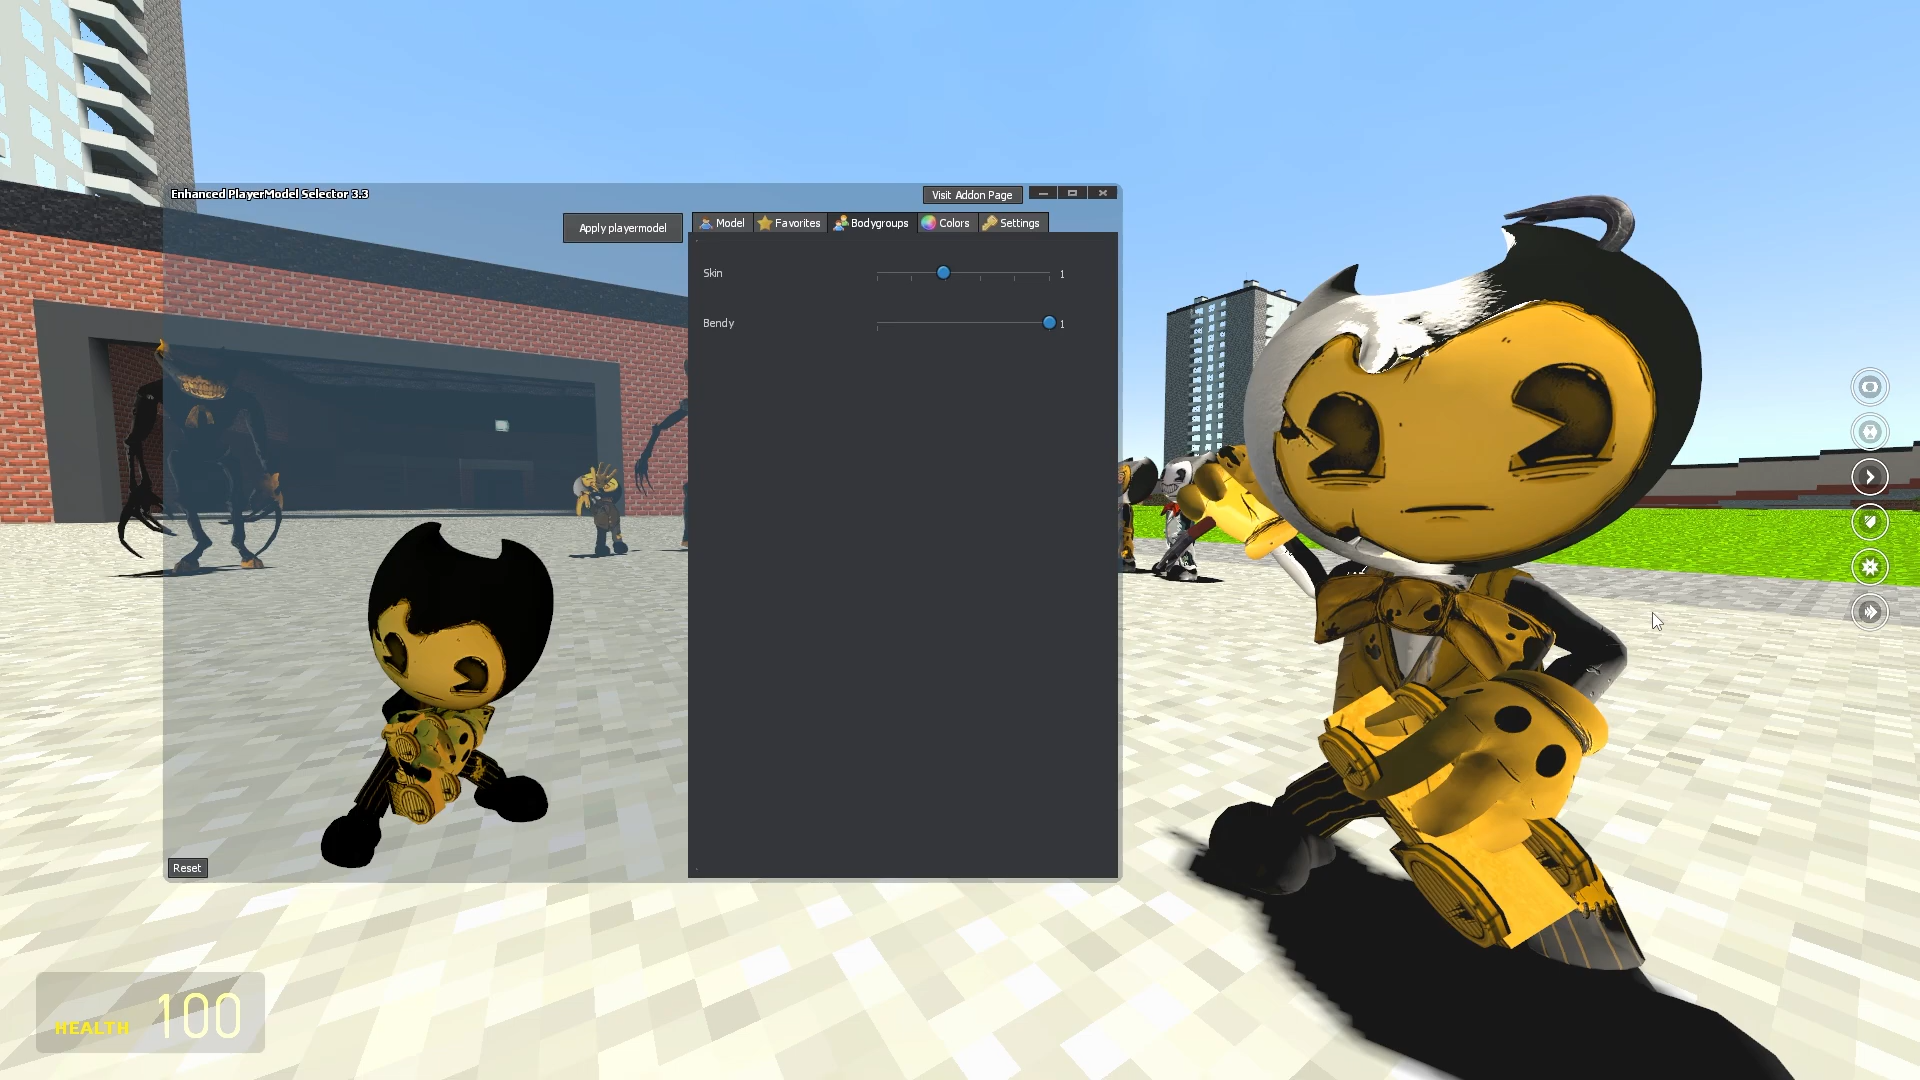 Enhanced PlayerModel Selector 3.3
Visit Addon Page
Apply playermodel
Model
Favorites
Bodygroups
Colors
Settings
Skin
1
Bendy
1
Reset
HEALTH 100